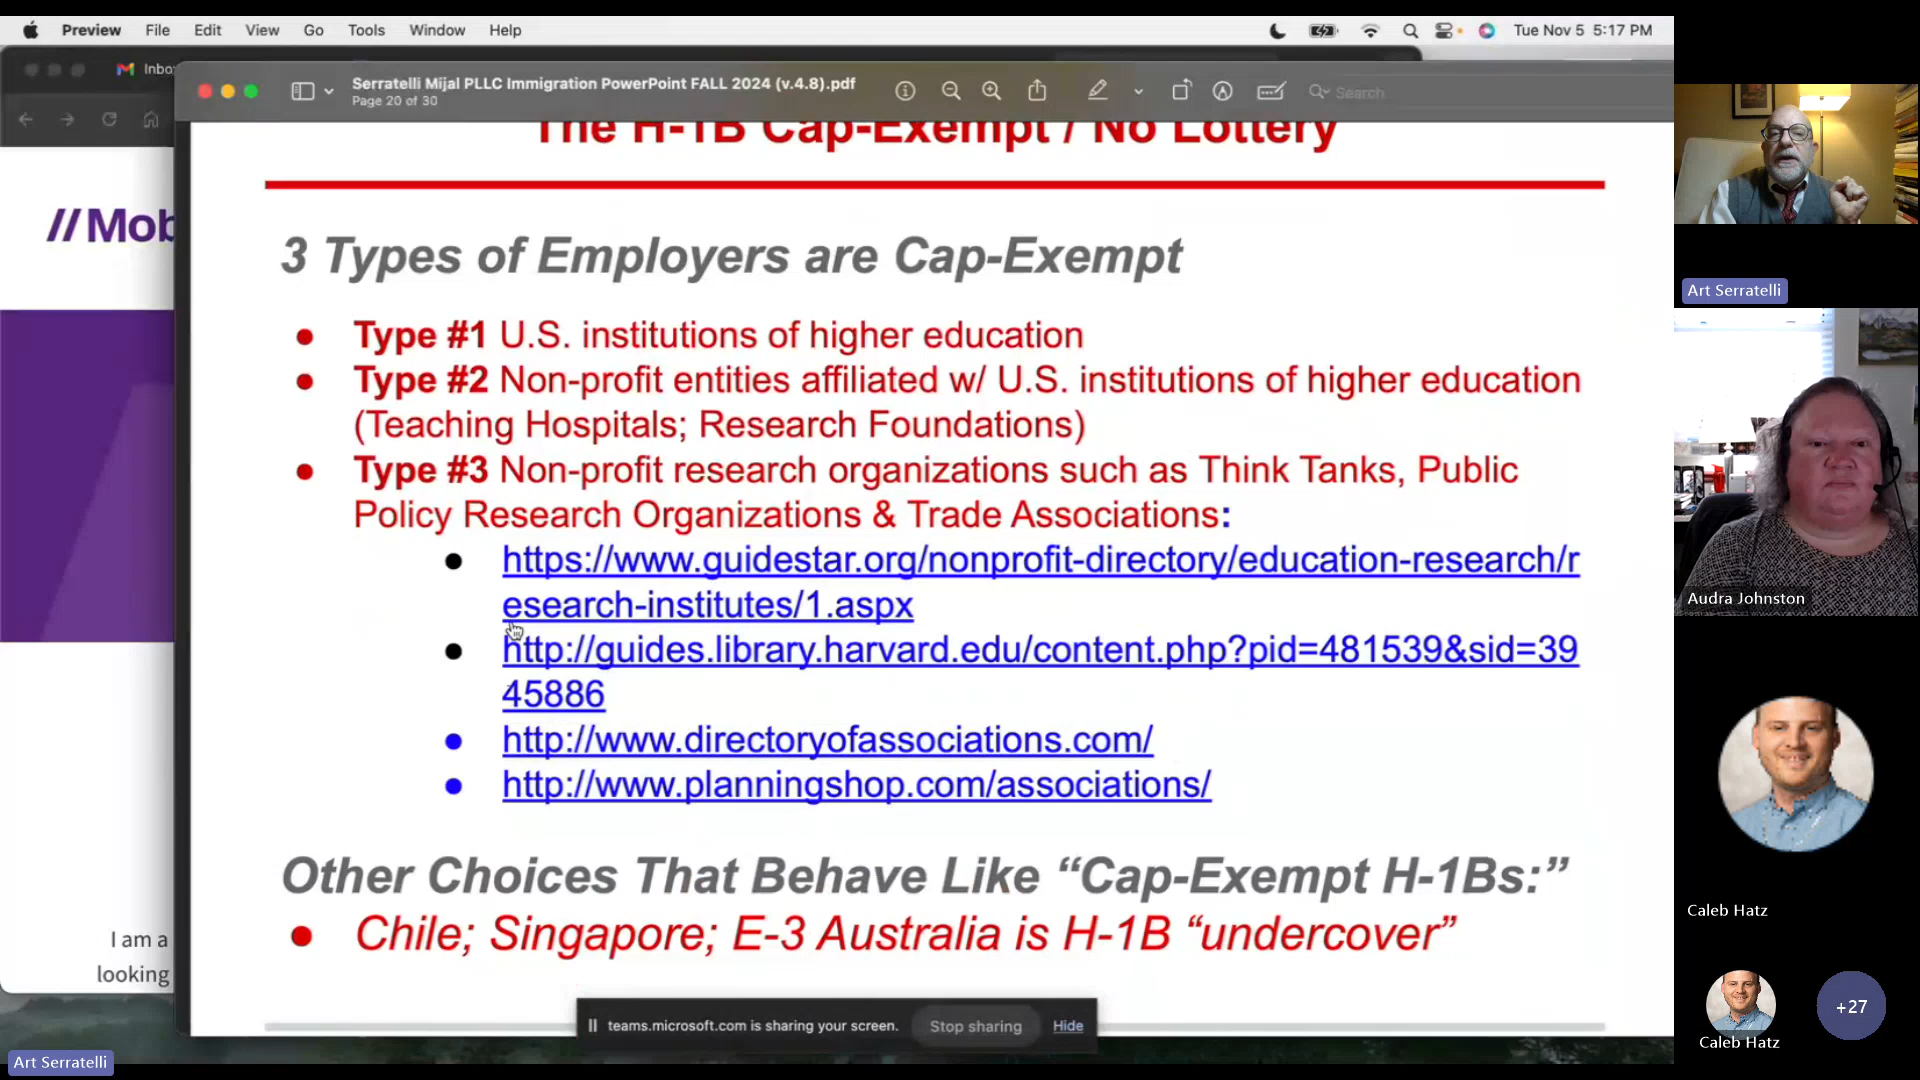 Preview File Edit View Go Tools Window Help
Tue Nov 5 5:17 PM
Inbo
Serratelli Mijal PLLC Immigration PowerPoint FALL 2024 (v.4.8).pdf
Page 20 of 30
Search
The H-1B Cap-Exempt / No Lottery
//Mob
3 Types of Employers are Cap-Exempt
● Type #1 U.S. institutions of higher education
● Type #2 Non-profit entities affiliated w/ U.S. institutions of higher education
(Teaching Hospitals; Research Foundations)
● Type #3 Non-profit research organizations such as Think Tanks, Public
Policy Research Organizations & Trade Associations:
● https://www.guidestar.org/nonprofit-directory/education-research/r
esearch-institutes/1.aspx
● http://guides.library.harvard.edu/content.php?pid=481539&sid=39
45886
● http://www.directoryofassociations.com/
● http://www.planningshop.com/associations/
Other Choices That Behave Like “Cap-Exempt H-1Bs:”
● Chile; Singapore; E-3 Australia is H-1B “undercover”
I am a
looking
teams.microsoft.com is sharing your screen. Stop sharing Hide
Art Serratelli
Art Serratelli
Audra Johnston
Caleb Hatz
Caleb Hatz
+27